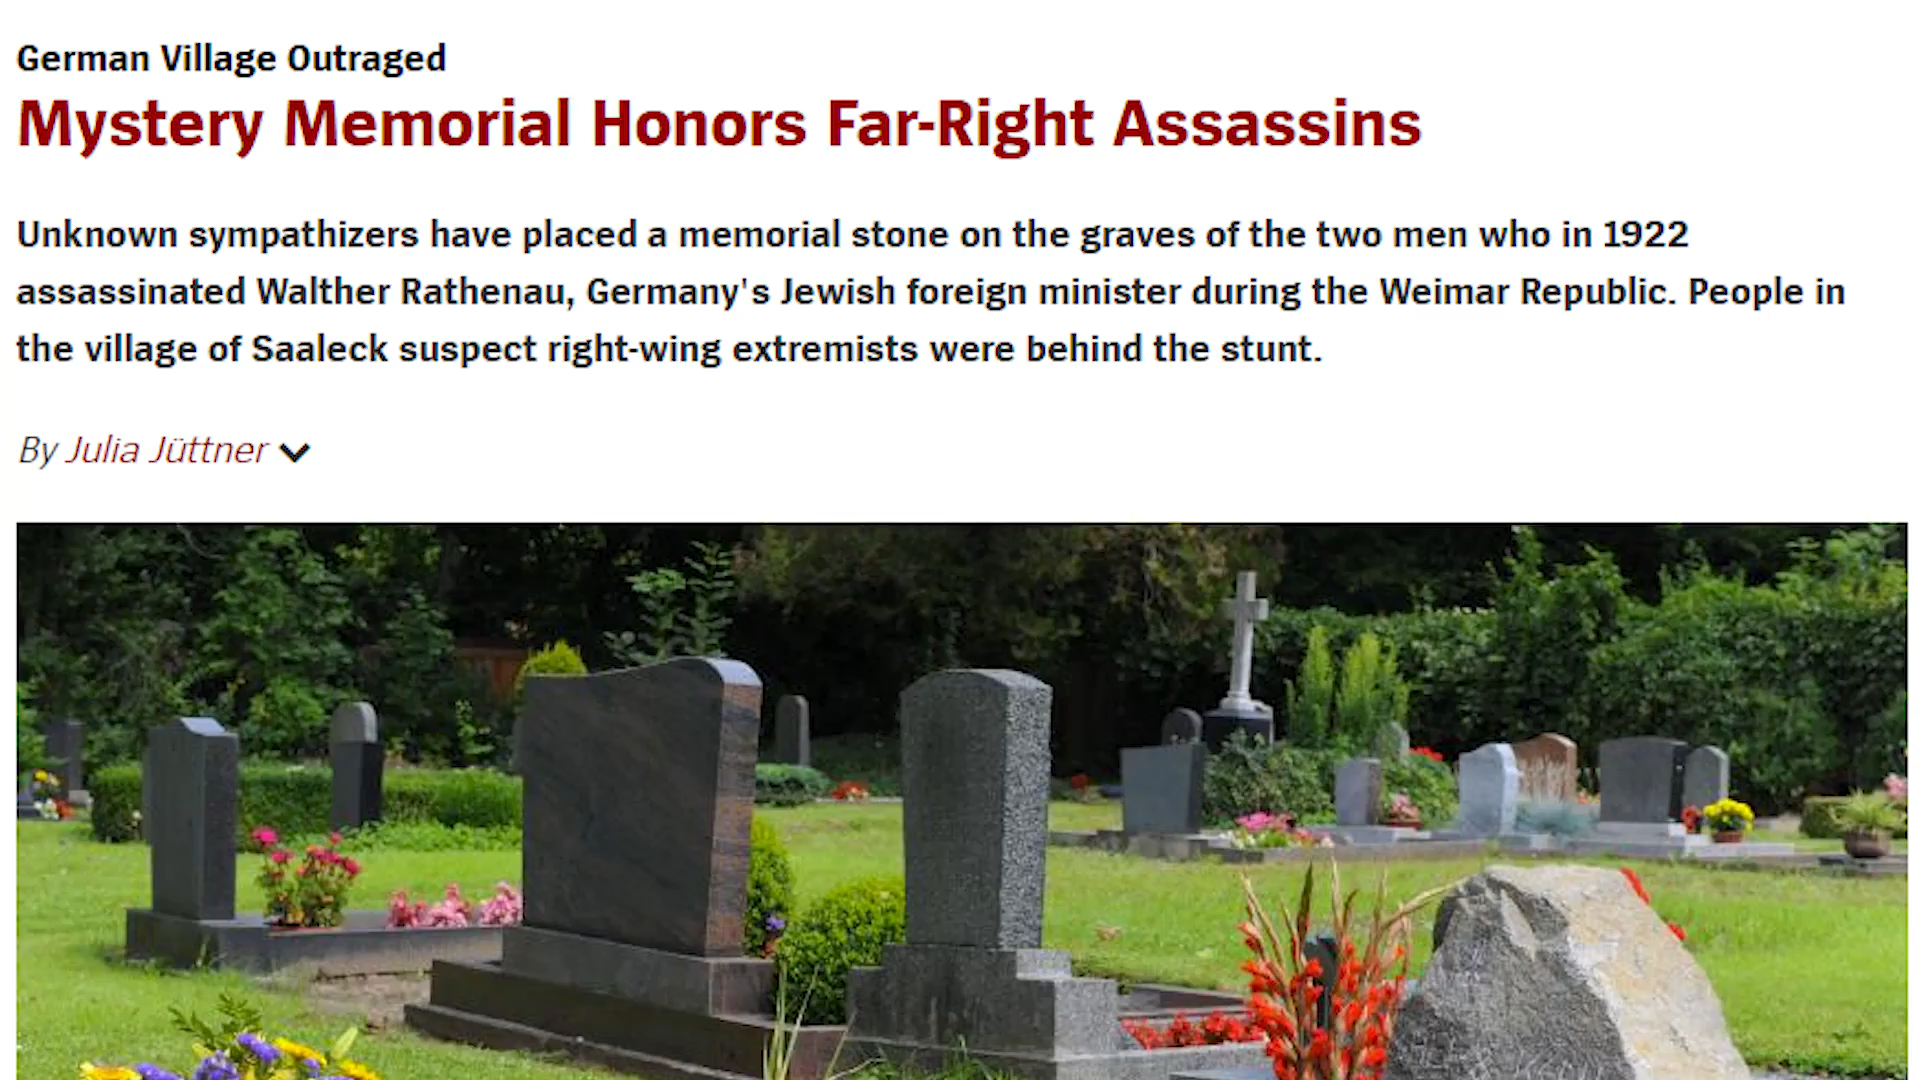 German Village Outraged
Mystery Memorial Honors Far-Right Assassins
Unknown sympathizers have placed a memorial stone on the graves of the two men who in 1922
assassinated Walther Rathenau, Germany's Jewish foreign minister during the Weimar Republic. People in
the village of Saaleck suspect right-wing extremists were behind the stunt.
By Julia Jüttner